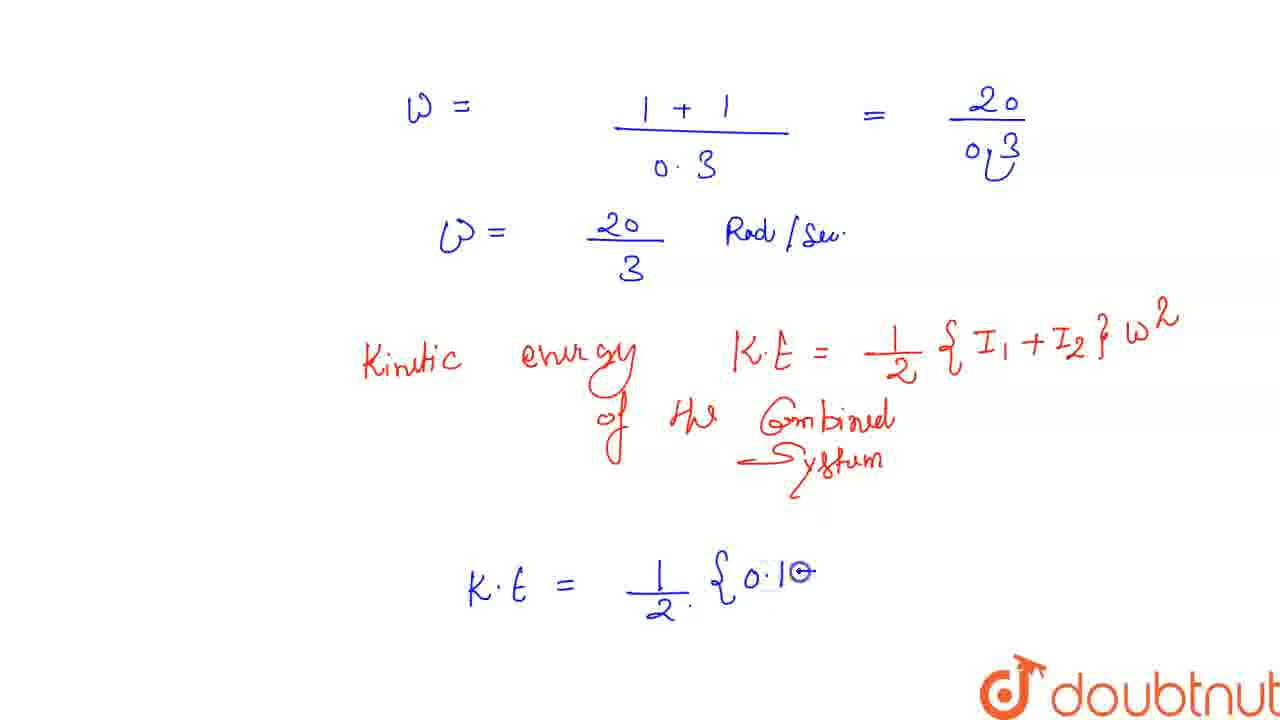 ω = 1 + 1 / 0.3 = 20 / 0.3
ω = 20 / 3 Rad/Sec.
Kinetic energy K.E = 1/2 {I₁ + I₂} ω²
of the Combined
System
K.E = 1/2 {0.10
doubtnut